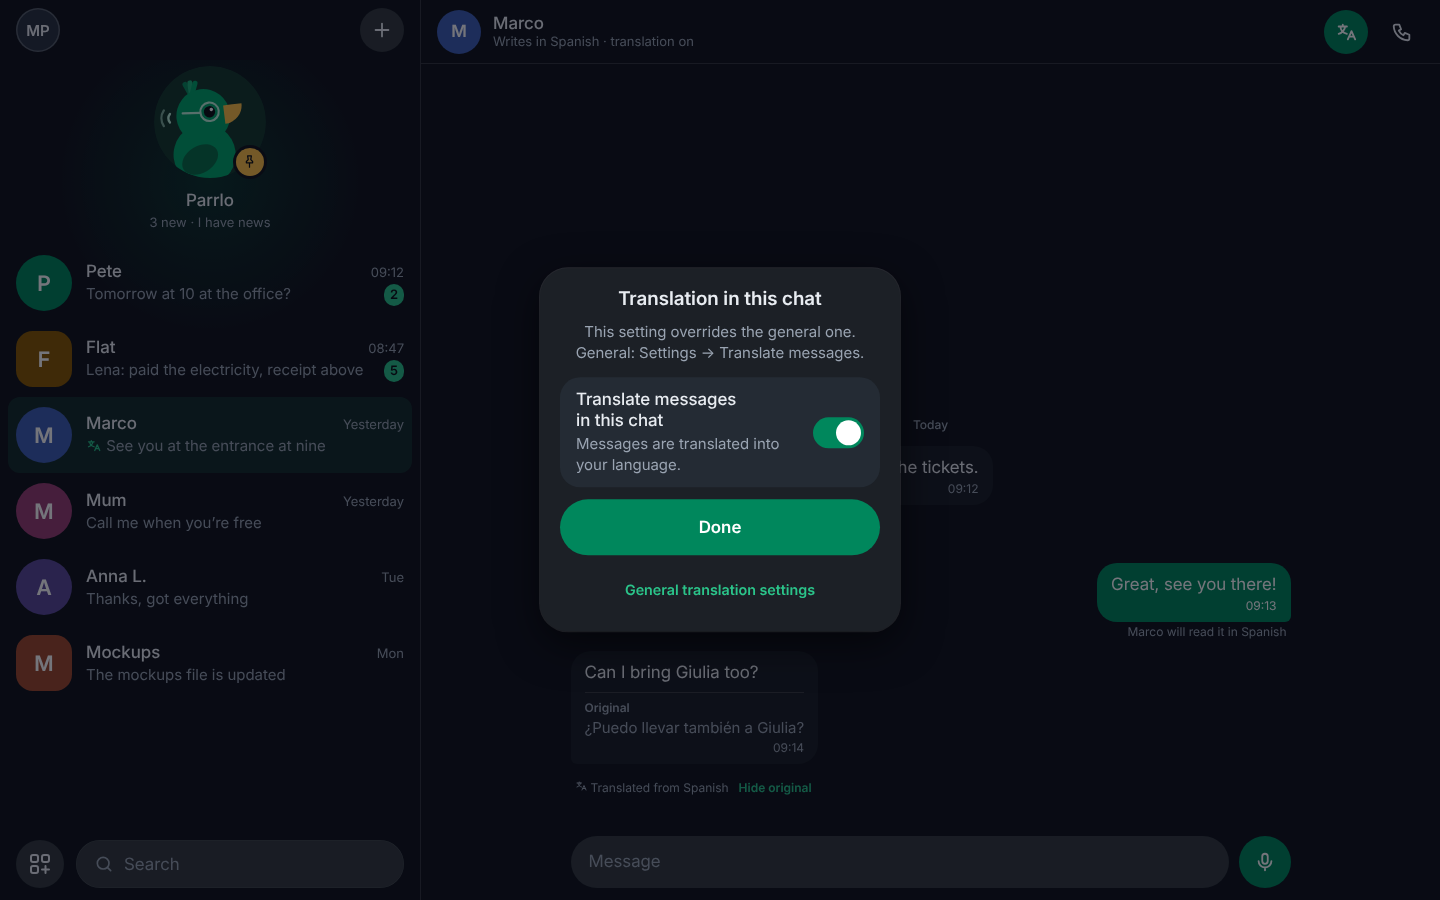 MP
Parrlo
3 new · I have news
P
Pete
09:12
Tomorrow at 10 at the office?
2
F
Flat
08:47
Lena: paid the electricity, receipt above
5
M
Marco
Yesterday
See you at the entrance at nine
M
Mum
Yesterday
Call me when you're free
A
Anna L.
Tue
Thanks, got everything
M
Mockups
Mon
The mockups file is updated
Search
M
Marco
Writes in Spanish · translation on
Today
he tickets.
09:12
Great, see you there!
09:13
Marco will read it in Spanish
Can I bring Giulia too?
Original
¿Puedo llevar también a Giulia?
09:14
Translated from Spanish Hide original
Message
Translation in this chat
This setting overrides the general one.
General: Settings → Translate messages.
Translate messages
in this chat
Messages are translated into
your language.
Done
General translation settings